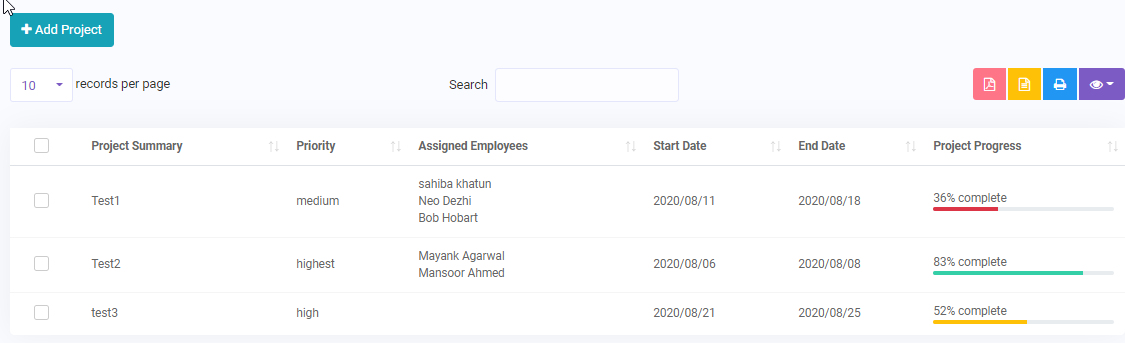 Add Project
10 records per page Search
Project Summary Priority Assigned Employees Start Date End Date Project Progress
sahiba khatun
Test1 medium Neo Dezhi 2020/08/11 2020/08/18 36% complete
Bob Hobart
Mayank Agarwal
Test2 highest Mansoor Ahmed 2020/08/06 2020/08/08 83% complete
test3 high 2020/08/21 2020/08/25 52% complete